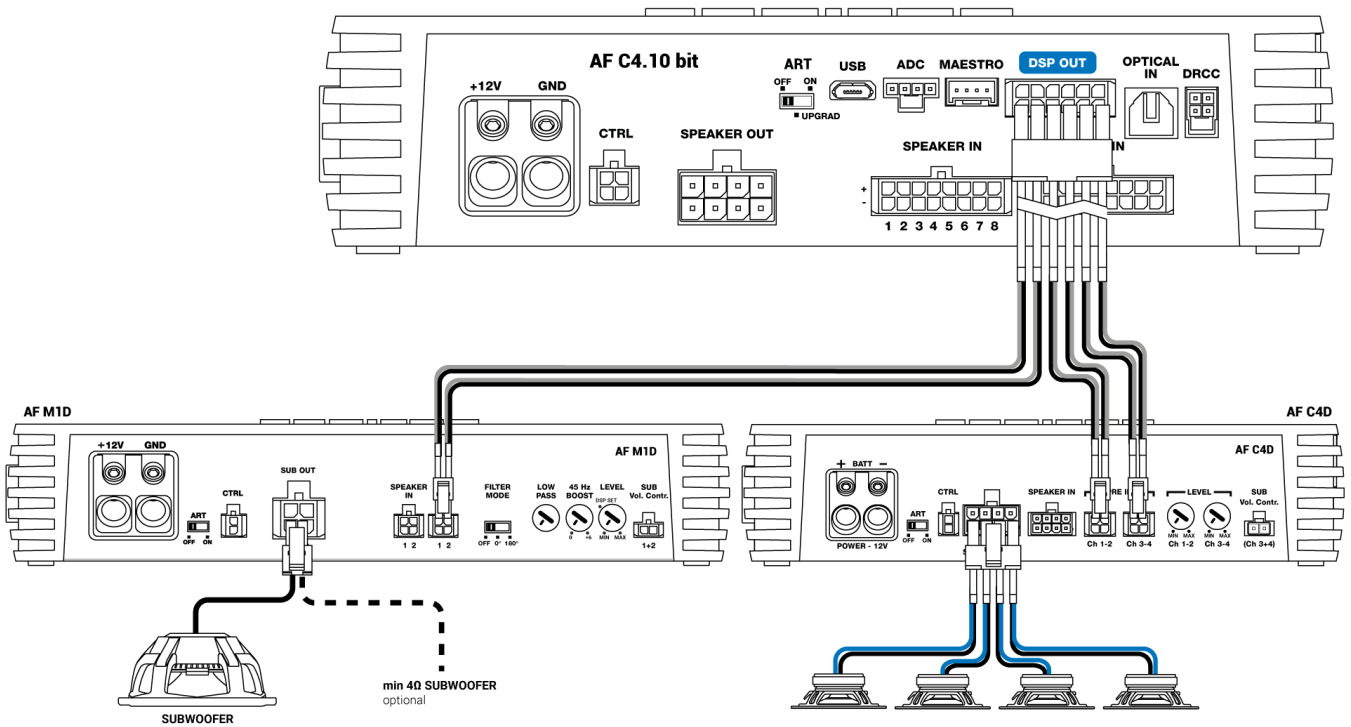 AF C4.10 bit
+12V GND
CTRL
SPEAKER OUT
ART
OFF ON
UPGRAD
USB
ADC
MAESTRO
DSP OUT
OPTICAL
IN
DRCC
SPEAKER IN
IN
+
-
1 2 3 4 5 6 7 8
AF M1D
+12V GND
CTRL
ART
OFF ON
SUB OUT
SPEAKER
IN
1 2
1 2
FILTER
MODE
OFF 0° 180°
LOW
PASS
45 Hz
BOOST
0 +6
LEVEL
DSP SET
MIN MAX
AF M1D
SUB
Vol. Contr.
1+2
SUBWOOFER
min 4Ω SUBWOOFER
optional
AF C4D
AF C4D
+ BATT -
POWER - 12V
ART
OFF ON
CTRL
SPEAKER IN
RE I
Ch 1-2
Ch 3-4
LEVEL
MIN MAX
Ch 1-2
MIN MAX
Ch 3-4
SUB
Vol. Contr.
(Ch 3+4)